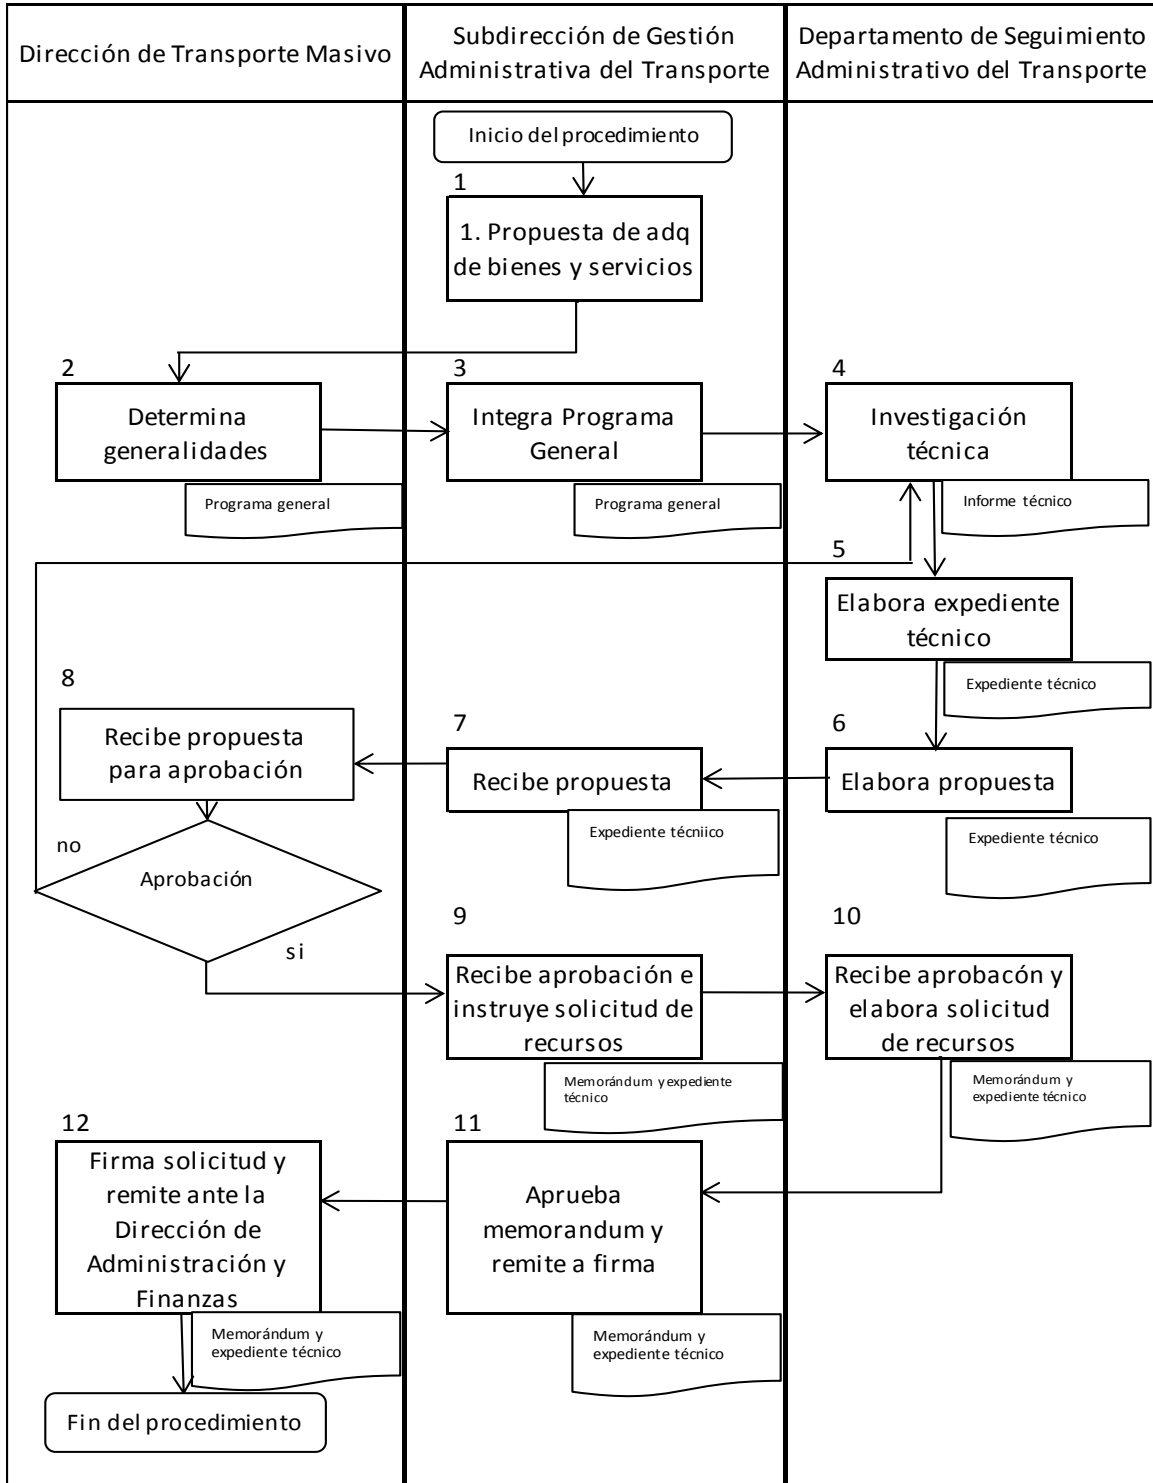 Dirección de Transporte Masivo
Subdirección de Gestión
Administrativa del Transporte
Departamento de Seguimiento
Administrativo del Transporte
Inicio del procedimiento
1
1. Propuesta de adq
de bienes y servicios
2
Determina
generalidades
Programa general
3
Integra Programa
General
Programa general
4
Investigación
técnica
Informe técnico
5
Elabora expediente
técnico
Expediente técnico
6
Elabora propuesta
Expediente técnico
7
Recibe propuesta
Expediente técniico
8
Recibe propuesta
para aprobación
no
Aprobación
si
9
Recibe aprobación e
instruye solicitud de
recursos
Memorándum y expediente
técnico
10
Recibe aprobacón y
elabora solicitud
de recursos
Memorándum y
expediente técnico
11
Aprueba
memorandum y
remite a firma
Memorándum y
expediente técnico
12
Firma solicitud y
remite ante la
Dirección de
Administración y
Finanzas
Memorándum y
expediente técnico
Fin del procedimiento